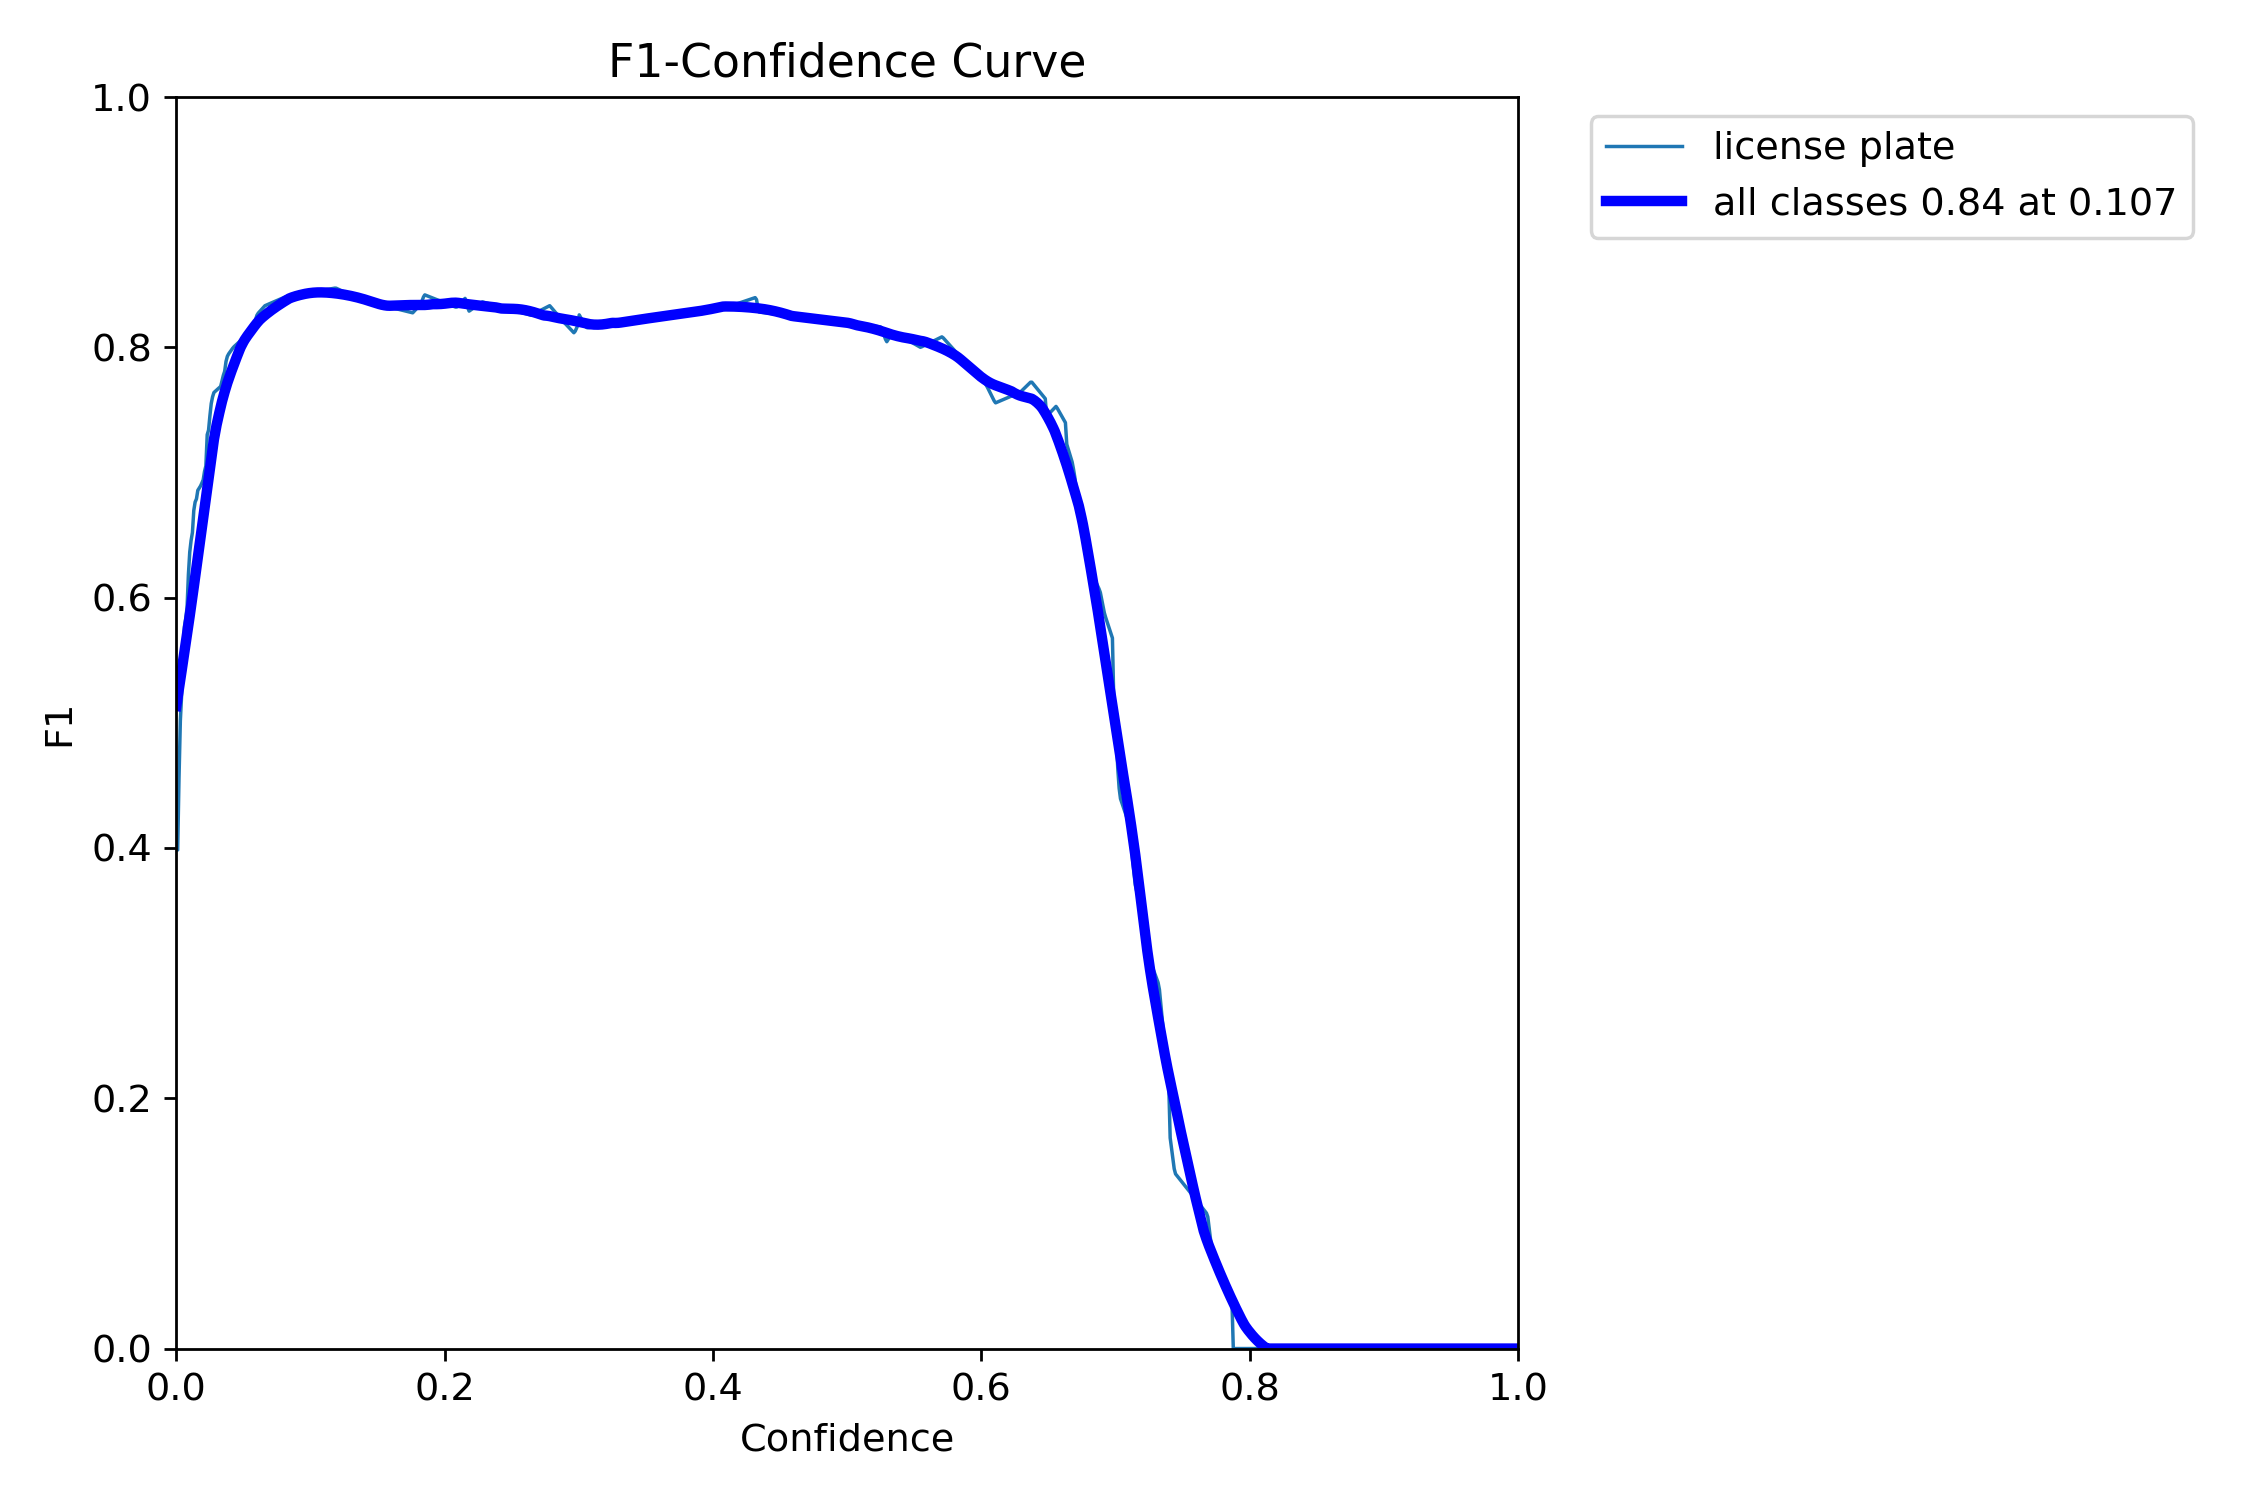 F1-Confidence Curve
license plate
all classes 0.84 at 0.107
1.0
0.8
0.6
0.4
0.2
0.0
F1
0.0 0.2 0.4 0.6 0.8 1.0
Confidence